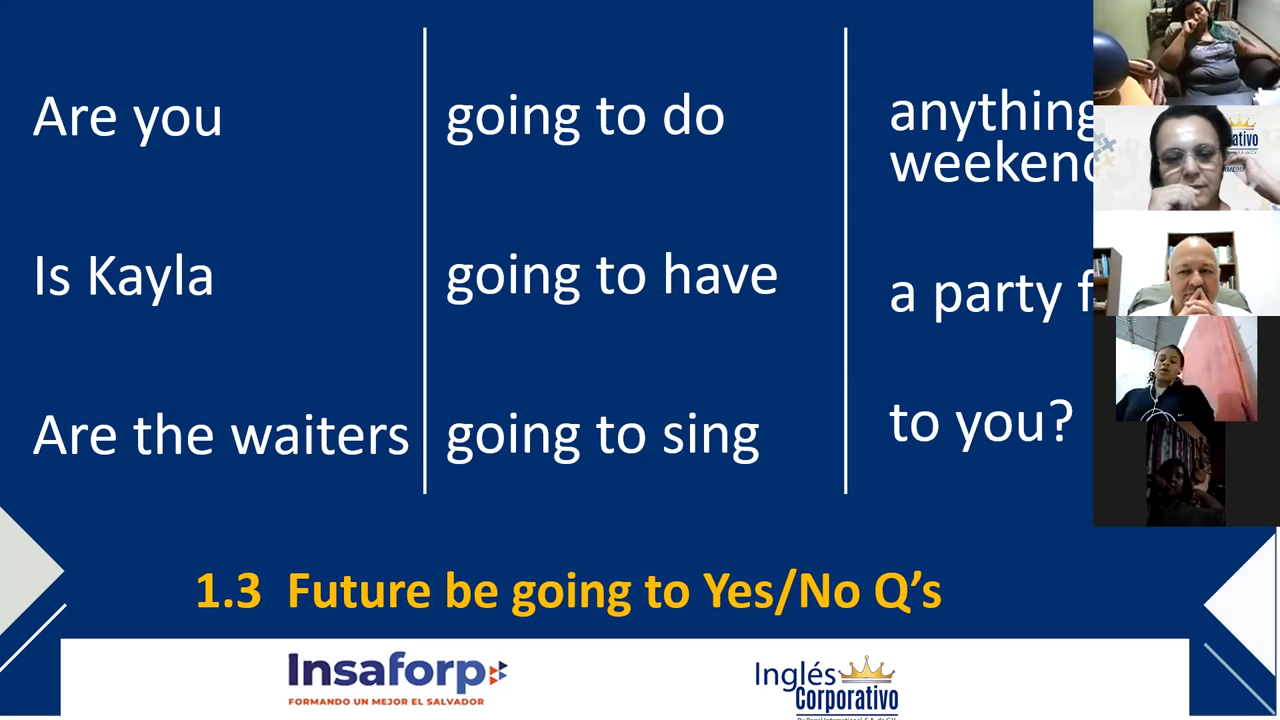 Are you
going to do
anything
weekend
Is Kayla
going to have
a party f
Are the waiters
going to sing
to you?
1.3 Future be going to Yes/No Q's
Insaforp
FORMANDO UN MEJOR EL SALVADOR
Inglés
Corporativo